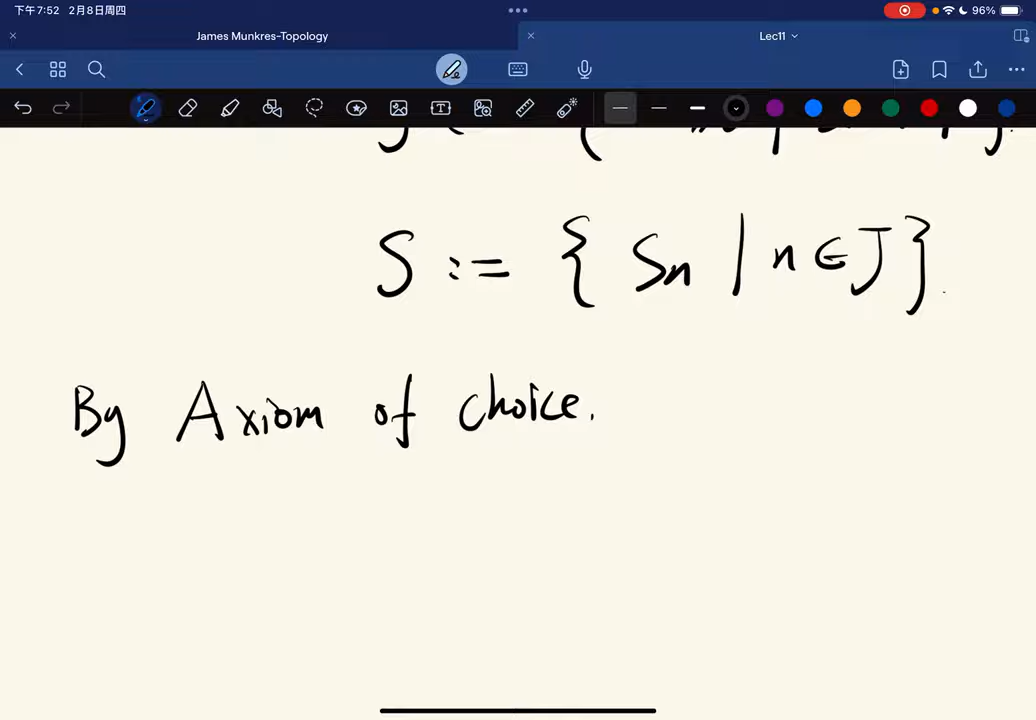 下午7:52 2月8日周四
96%
James Munkres-Topology
Lec11
S := { Sn | n ∈ J }.
By Axiom of choice.